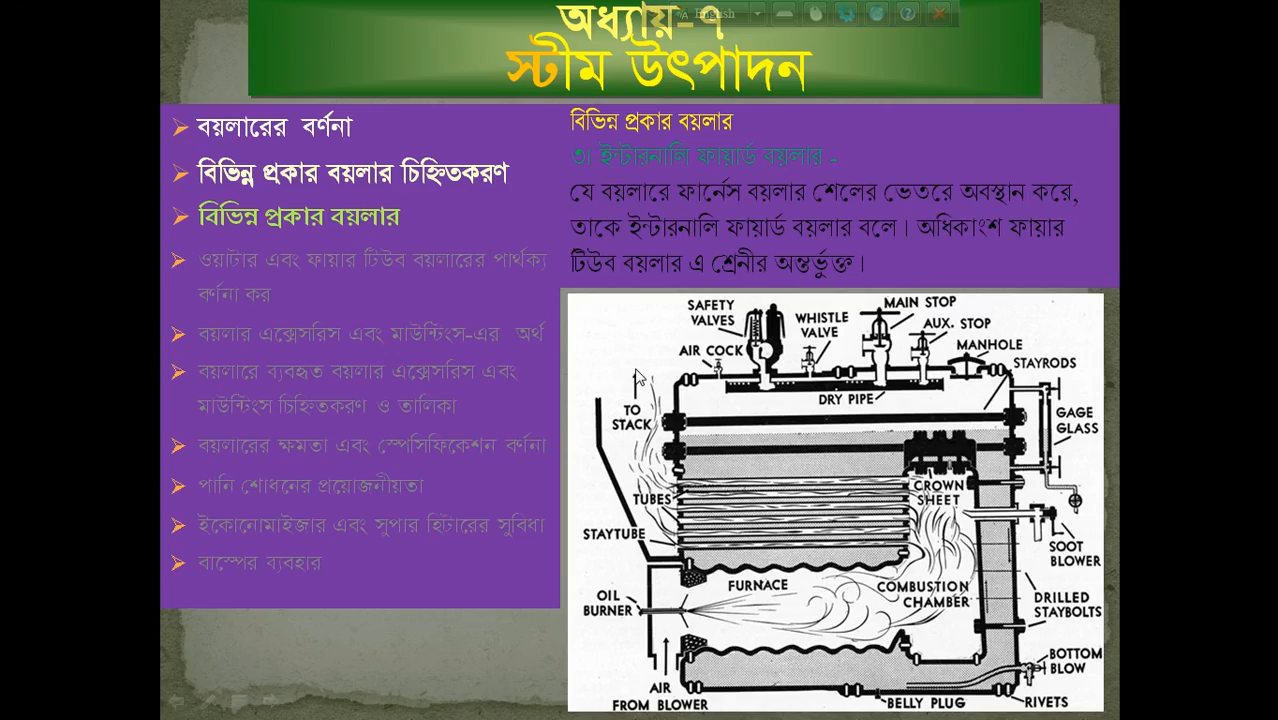 অধ্যায়-৭
English
স্টীম উৎপাদন
বয়লারের বর্ণনা
বিভিন্ন প্রকার বয়লার চিহ্নিতকরণ
বিভিন্ন প্রকার বয়লার
ওয়াটার এবং ফায়ার টিউব বয়লারের পার্থক্য
বর্ণনা কর
বয়লার এক্সেসরিস এবং মাউন্টিংস-এর অর্থ
বয়লারে ব্যবহৃত বয়লার এক্সেসরিস এবং
মাউন্টিংস চিহ্নিতকরণ ও তালিকা
বয়লারের ক্ষমতা এবং স্পেসিফিকেশন বর্ণনা
পানি শোধনের প্রয়োজনীয়তা
ইকোনোমাইজার এবং সুপার হিটারের সুবিধা
বাস্পের ব্যবহার
বিভিন্ন প্রকার বয়লার
৩। ইন্টারনালি ফায়ার্ড বয়লার -
যে বয়লারে ফার্নেস বয়লার শেলের ভেতরে অবস্থান করে,
তাকে ইন্টারনালি ফায়ার্ড বয়লার বলে। অধিকাংশ ফায়ার
টিউব বয়লার এ শ্রেনীর অন্তর্ভুক্ত।
SAFETY
VALVES
WHISTLE
VALVE
MAIN STOP
AUX. STOP
AIR COCK
MANHOLE
STAYRODS
DRY PIPE
TO
STACK
GAGE
GLASS
TUBES
CROWN
SHEET
STAYTUBE
SOOT
BLOWER
FURNACE
COMBUSTION
CHAMBER
OIL
BURNER
DRILLED
STAYBOLTS
BOTTOM
BLOW
AIR
FROM BLOWER
BELLY PLUG
RIVETS